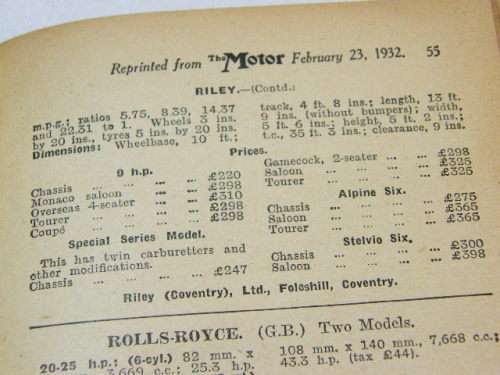 Reprinted from The Motor February 23, 1932. 55
RILEY.—(Contd.)
m.p.g.; ratios 5.75, 8.39, 14.37
and 22.31 to 1. Wheels 3 ins.
by 20 ins., tyres 5 ins. by 20 ins.
Dimensions: Wheelbase, 10 ft.;
track, 4 ft. 8 ins.; length, 13 ft.
9 ins. (without bumpers); width,
5 ft. 6 ins.; height, 5 ft. 2 ins.;
t.c., 35 ft. 3 ins.; clearance, 9 ins.
Prices.
9 h.p.
Chassis ... ... ... ... £220
Monaco saloon ... ... £298
Overseas 4-seater ... ... £310
Tourer ... ... ... ... £298
Coupé ... ... ... ... £298
Special Series Model.
This has twin carburetters and
other modifications.
Chassis ... ... ... ... £247
Gamecock, 2-seater ... ... £298
Saloon ... ... ... ... £325
Tourer ... ... ... ... £325
Alpine Six.
Chassis ... ... ... ... £275
Saloon ... ... ... ... £365
Tourer ... ... ... ... £365
Stelvio Six.
Chassis ... ... ... ... £300
Saloon ... ... ... ... £398
Riley (Coventry), Ltd., Foleshill, Coventry.
ROLLS-ROYCE. (G.B.) Two Models.
20-25 h.p.; (6-cyl.) 82 mm. x
3,669 c.c.; 25.3 h.p.
108 mm. x 140 mm., 7,668 c.c.;
43.3 h.p. (tax £44).